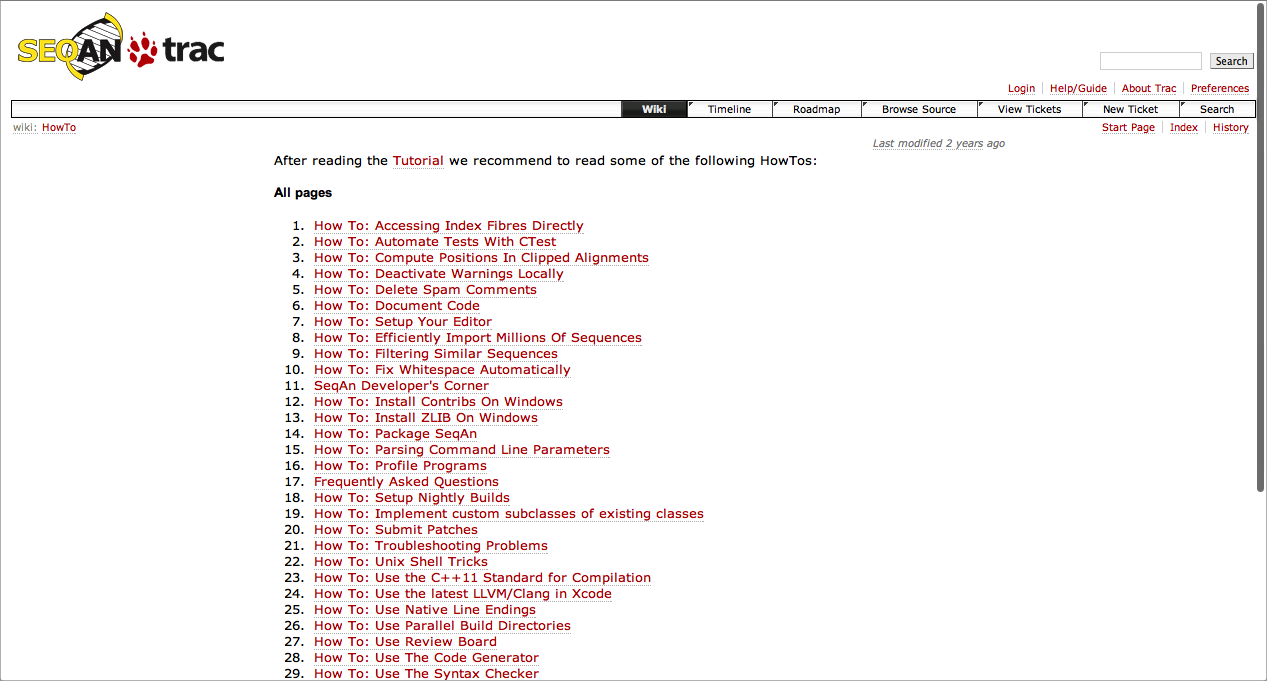 SEQAN trac
Search
Login Help/Guide About Trac Preferences
Wiki Timeline Roadmap Browse Source View Tickets New Ticket Search
wiki: HowTo
Start Page Index History
Last modified 2 years ago
After reading the Tutorial we recommend to read some of the following HowTos:
All pages
1. How To: Accessing Index Fibres Directly
2. How To: Automate Tests With CTest
3. How To: Compute Positions In Clipped Alignments
4. How To: Deactivate Warnings Locally
5. How To: Delete Spam Comments
6. How To: Document Code
7. How To: Setup Your Editor
8. How To: Efficiently Import Millions Of Sequences
9. How To: Filtering Similar Sequences
10. How To: Fix Whitespace Automatically
11. SeqAn Developer's Corner
12. How To: Install Contribs On Windows
13. How To: Install ZLIB On Windows
14. How To: Package SeqAn
15. How To: Parsing Command Line Parameters
16. How To: Profile Programs
17. Frequently Asked Questions
18. How To: Setup Nightly Builds
19. How To: Implement custom subclasses of existing classes
20. How To: Submit Patches
21. How To: Troubleshooting Problems
22. How To: Unix Shell Tricks
23. How To: Use the C++11 Standard for Compilation
24. How To: Use the latest LLVM/Clang in Xcode
25. How To: Use Native Line Endings
26. How To: Use Parallel Build Directories
27. How To: Use Review Board
28. How To: Use The Code Generator
29. How To: Use The Syntax Checker